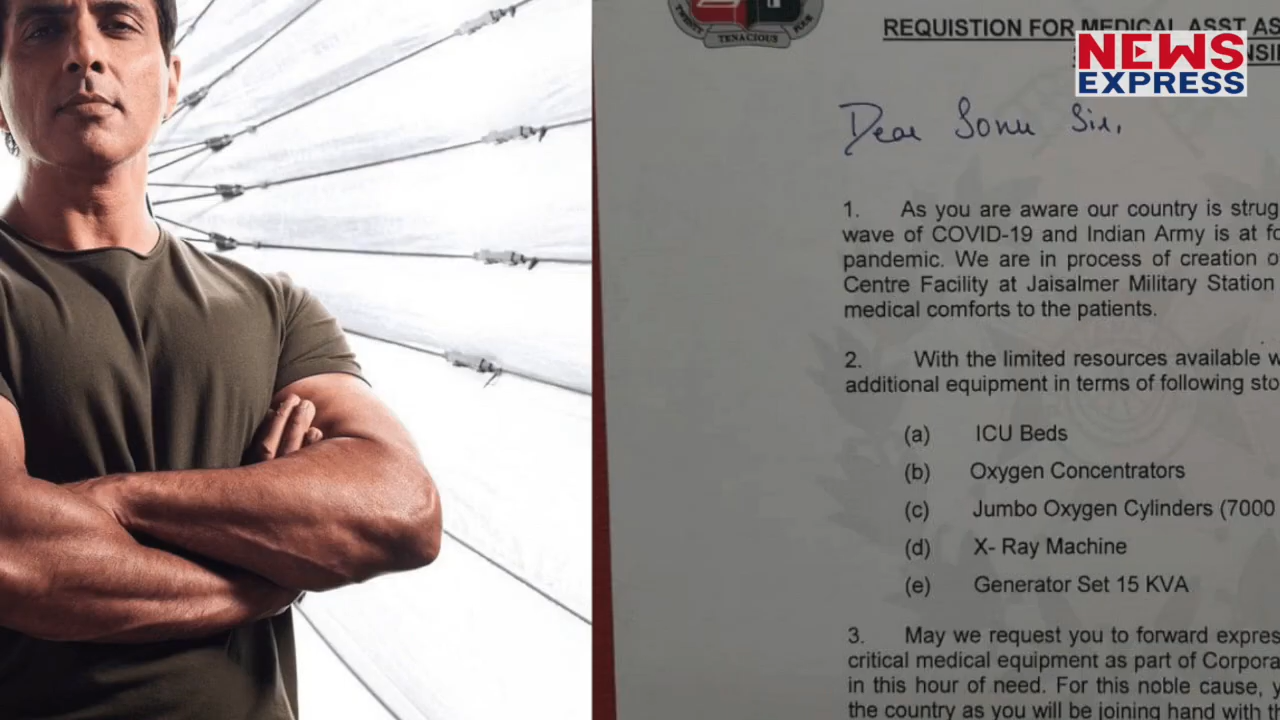 TWENTY TENACIOUS FOUR
REQUISTION FOR MEDICAL ASST AS
NEWS
EXPRESS
Dear Sonu Sir,
1. As you are aware our country is strug
wave of COVID-19 and Indian Army is at fo
pandemic. We are in process of creation o
Centre Facility at Jaisalmer Military Station
medical comforts to the patients.
2. With the limited resources available w
additional equipment in terms of following sto
(a) ICU Beds
(b) Oxygen Concentrators
(c) Jumbo Oxygen Cylinders (7000
(d) X- Ray Machine
(e) Generator Set 15 KVA
3. May we request you to forward expres
critical medical equipment as part of Corpora
in this hour of need. For this noble cause, y
the country as you will be joining hand with th